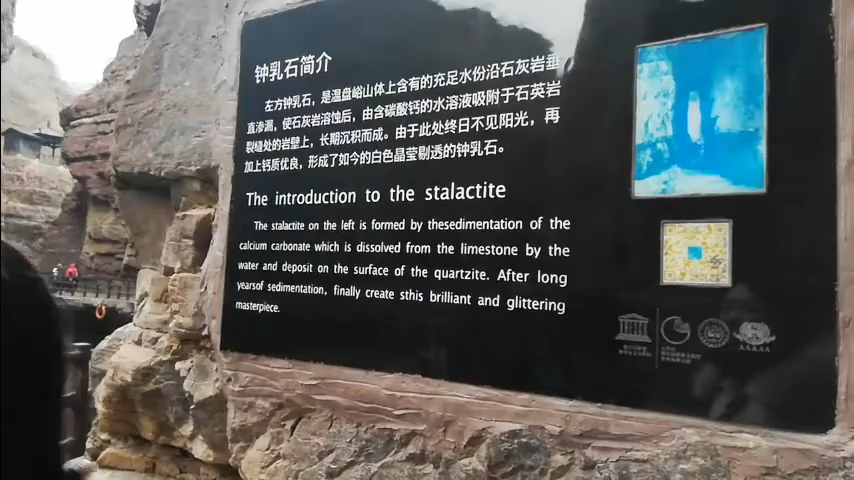 钟乳石简介
左方钟乳石，是温盘峪山体上含有的充足水份沿石灰岩垂
直渗漏，使石灰岩溶蚀后，由含碳酸钙的水溶液吸附于石英岩
裂缝处的岩壁上，长期沉积而成。由于此处终日不见阳光，再
加上钙质优良，形成了如今的白色晶莹剔透的钟乳石。
The introduction to the stalactite
The stalactite on the left is formed by thesedimentation of the
calcium carbonate which is dissolved from the limestone by the
water and deposit on the surface of the quartzite. After long
yearsof sedimentation, finally create sthis brilliant and glittering
masterpiece.